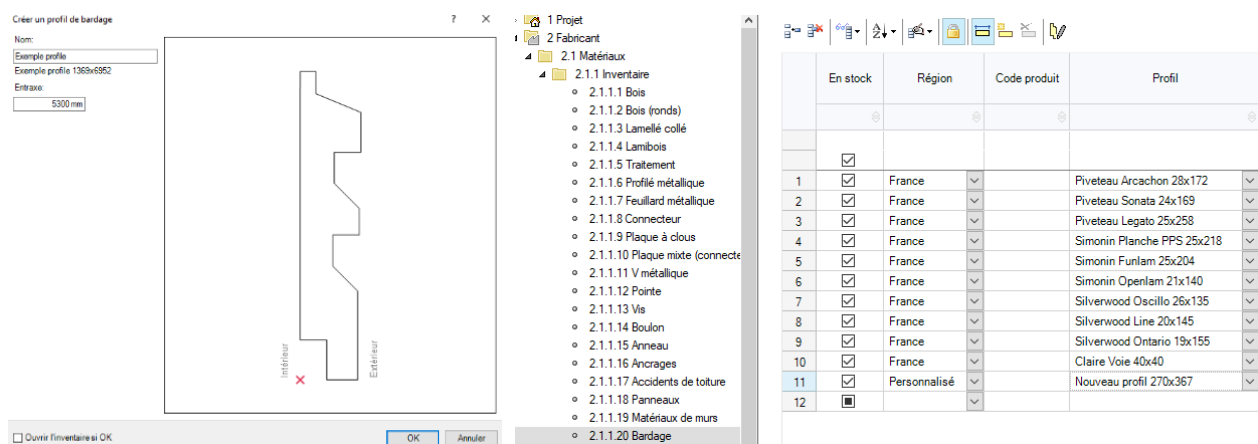 Créer un profil de bardage
?
Nom:
Exemple profile
Exemple profile 1369x6952
Entraxe:
5300 mm
Intérieur
Extérieur
Ouvrir l'inventaire si OK
OK
Annuler
1 Projet
2 Fabricant
2.1 Matériaux
2.1.1 Inventaire
2.1.1.1 Bois
2.1.1.2 Bois (ronds)
2.1.1.3 Lamellé collé
2.1.1.4 Lamibois
2.1.1.5 Traitement
2.1.1.6 Profilé métallique
2.1.1.7 Feuillard métallique
2.1.1.8 Connecteur
2.1.1.9 Plaque à clous
2.1.1.10 Plaque mixte (connecte
2.1.1.11 V métallique
2.1.1.12 Pointe
2.1.1.13 Vis
2.1.1.14 Boulon
2.1.1.15 Anneau
2.1.1.16 Ancrages
2.1.1.17 Accidents de toiture
2.1.1.18 Panneaux
2.1.1.19 Matériaux de murs
2.1.1.20 Bardage
En stock Région Code produit Profil
1 France Piveteau Arcachon 28x172
2 France Piveteau Sonata 24x169
3 France Piveteau Legato 25x258
4 France Simonin Planche PPS 25x218
5 France Simonin Funlam 25x204
6 France Simonin Openlam 21x140
7 France Silverwood Oscillo 26x135
8 France Silverwood Line 20x145
9 France Silverwood Ontario 19x155
10 France Claire Voie 40x40
11 Personnalisé Nouveau profil 270x367
12